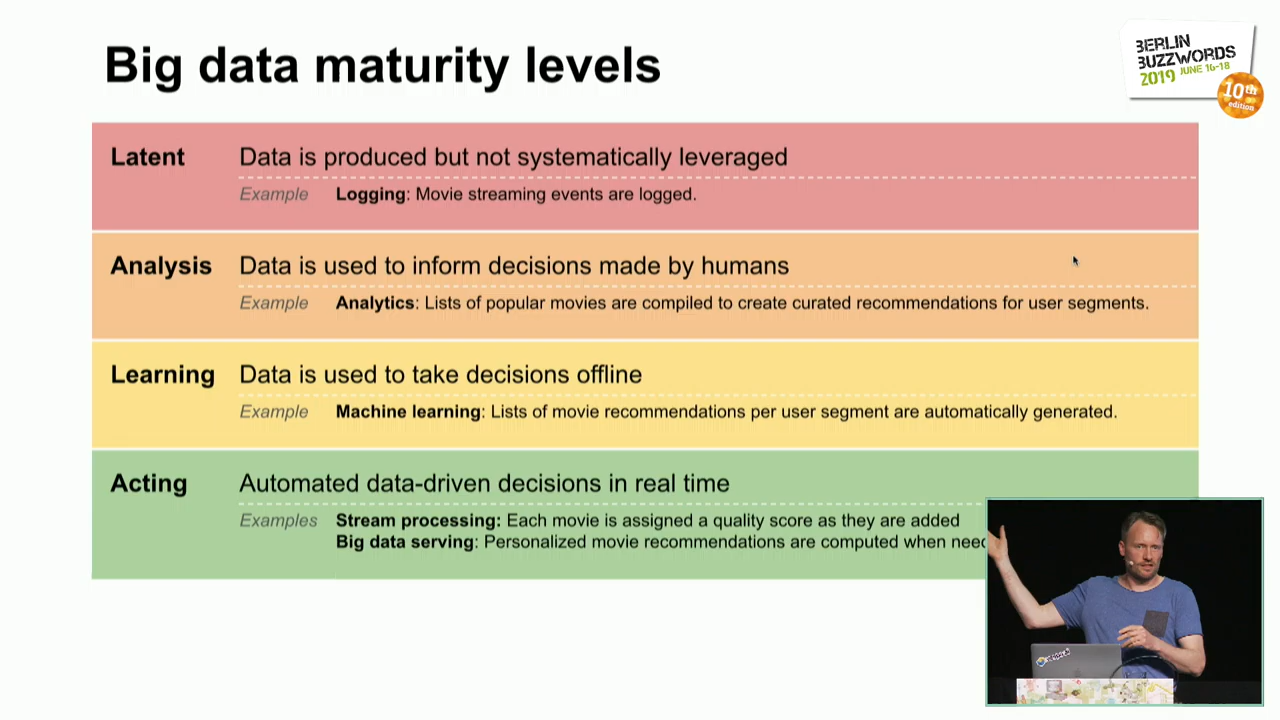 Big data maturity levels
BERLIN
BUZZWORDS
2019 JUNE 16-18
10th
edition
Latent Data is produced but not systematically leveraged
Example Logging: Movie streaming events are logged.
Analysis Data is used to inform decisions made by humans
Example Analytics: Lists of popular movies are compiled to create curated recommendations for user segments.
Learning Data is used to take decisions offline
Example Machine learning: Lists of movie recommendations per user segment are automatically generated.
Acting Automated data-driven decisions in real time
Examples Stream processing: Each movie is assigned a quality score as they are added
Big data serving: Personalized movie recommendations are computed when